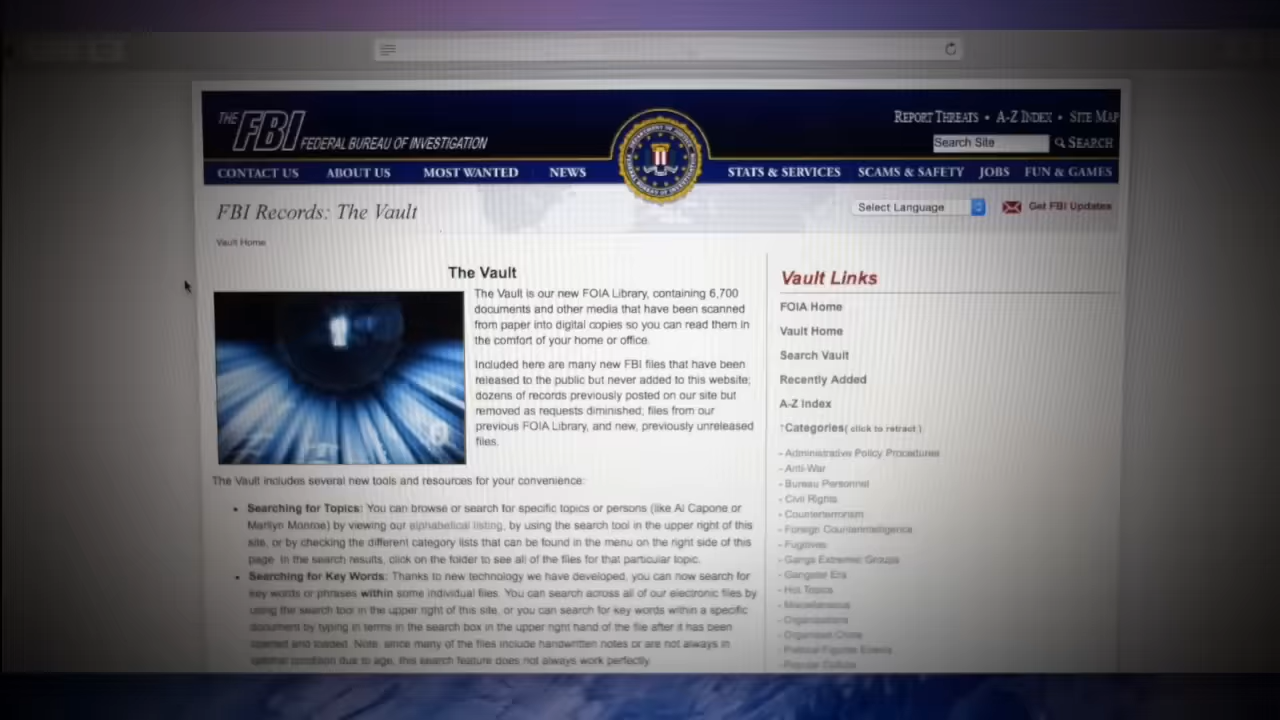 THE FBI FEDERAL BUREAU OF INVESTIGATION
REPORT THREATS • A-Z INDEX • SITE MAP
Search Site SEARCH
CONTACT US ABOUT US MOST WANTED NEWS STATS & SERVICES SCAMS & SAFETY JOBS FUN & GAMES
FBI Records: The Vault
Select Language Get FBI Updates
Vault Home
The Vault
The Vault is our new FOIA Library, containing 6,700
documents and other media that have been scanned
from paper into digital copies so you can read them in
the comfort of your home or office.
Included here are many new FBI files that have been
released to the public but never added to this website;
dozens of records previously posted on our site but
removed as requests diminished; files from our
previous FOIA Library, and new, previously unreleased
files.
The Vault includes several new tools and resources for your convenience:
• Searching for Topics: You can browse or search for specific topics or persons (like Al Capone or
Marilyn Monroe) by viewing our alphabetical listing, by using the search tool in the upper right of this
site, or by checking the different category lists that can be found in the menu on the right side of this
page. In the search results, click on the folder to see all of the files for that particular topic.
• Searching for Key Words: Thanks to new technology we have developed, you can now search for
key words or phrases within some individual files. You can search across all of our electronic files by
using the search tool in the upper right of this site, or you can search for key words within a specific
document by typing in terms in the search box in the upper right hand of the file after it has been
opened and loaded. Note: since many of the files include handwritten notes or are not always in
optimal condition due to age, this search feature does not always work perfectly.
Vault Links
FOIA Home
Vault Home
Search Vault
Recently Added
A-Z Index
↑Categories( click to retract )
- Administrative Policy Procedures
- Anti-War
- Bureau Personnel
- Civil Rights
- Counterterrorism
- Foreign Counterintelligence
- Fugitives
- Gangs Extremist Groups
- Gangster Era
- Hot Topics
- Miscellaneous
- Organizations
- Organized Crime
- Political Figures Events
- Popular Culture